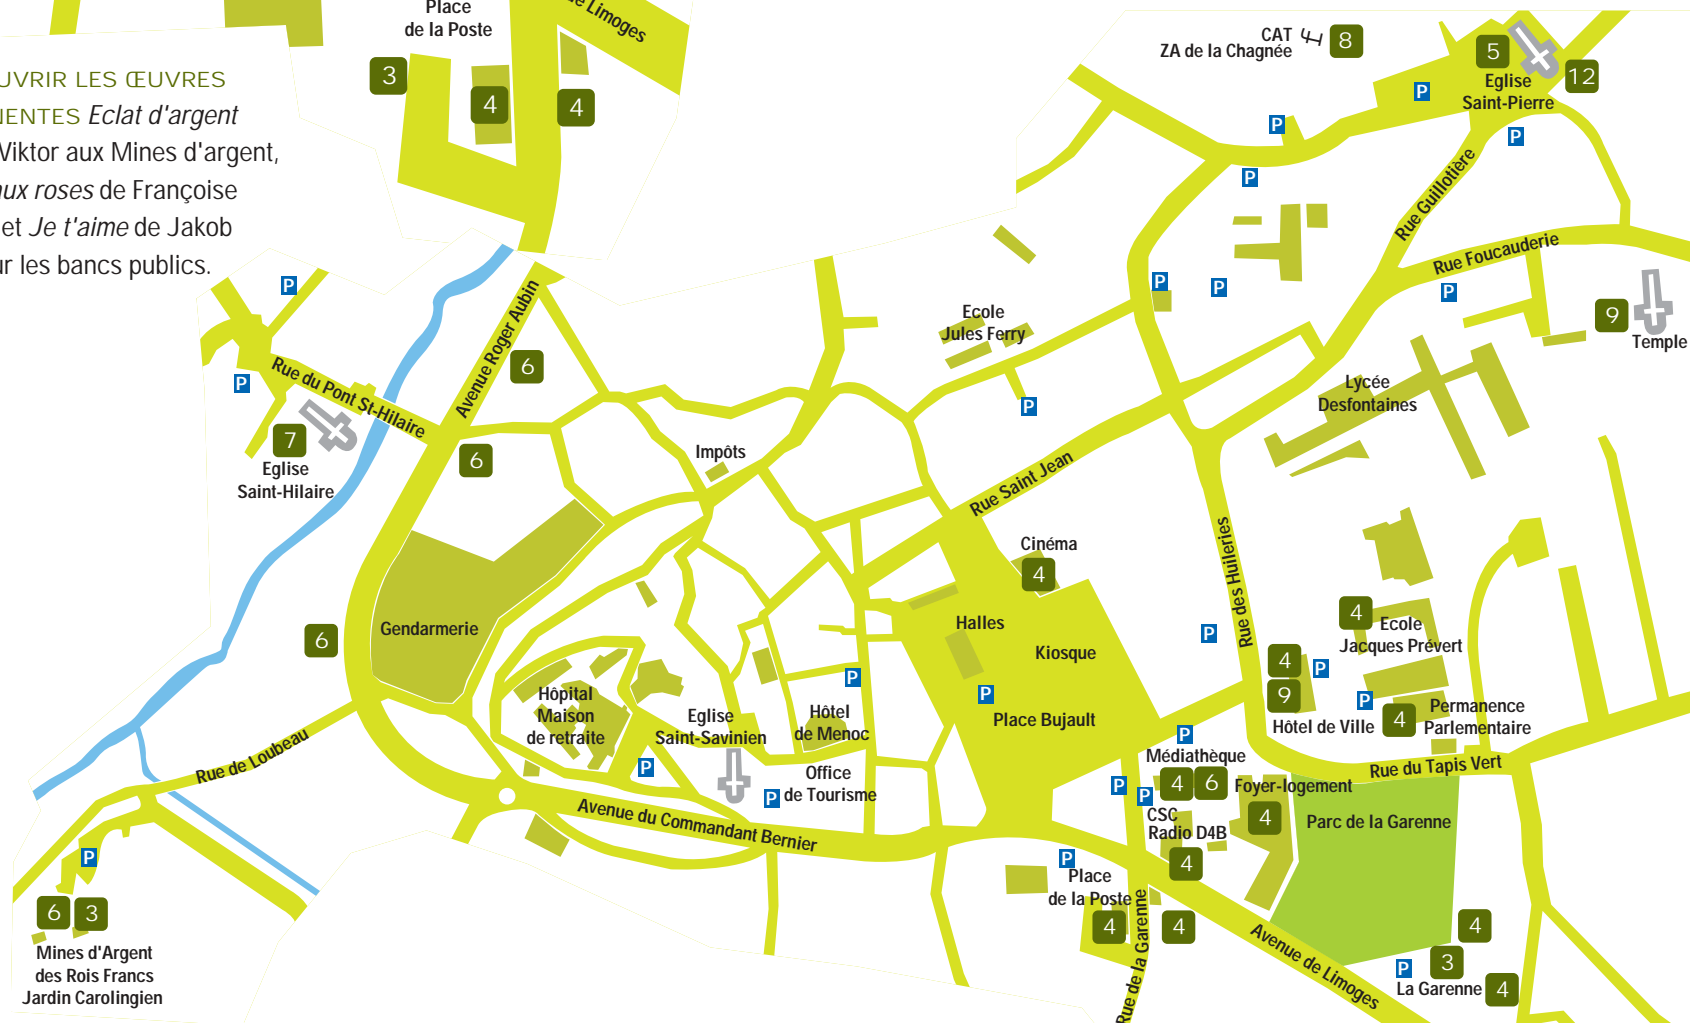 Place
de la Poste
de Limoges
3
4
4
UVRIR LES ŒUVRES
NENTES Eclat d'argent
Viktor aux Mines d'argent,
aux roses de Françoise
et Je t'aime de Jakob
ur les bancs publics.
CAT
ZA de la Chagnée
8
5
12
Eglise
Saint-Pierre
P
P
P
P
Rue Guillotière
Rue Foucauderie
P
P
P
9
Temple
P
P
Rue du Pont St-Hilaire
7
Eglise
Saint-Hilaire
Avenue Roger Aubin
6
6
6
Ecole
Jules Ferry
P
Lycée
Desfontaines
Impôts
Rue Saint Jean
Rue des Huileries
Cinéma
4
Gendarmerie
Halles
Kiosque
P
Place Bujault
P
4
Ecole
Jacques Prévert
4
9
P
P
Hôtel de Ville
4
Permanence
Parlementaire
Hôpital
Maison
de retraite
Eglise
Saint-Savinien
P
Hôtel
de Menoc
P
Office
de Tourisme
P
Rue de Loubeau
Avenue du Commandant Bernier
P
Médiathèque
4
6
P
P
CSC
Radio D4B
4
Foyer-logement
4
Rue du Tapis Vert
Parc de la Garenne
P
Place
de la Poste
4
4
Rue de la Garenne
Avenue de Limoges
4
3
P
La Garenne
4
P
6
3
Mines d'Argent
des Rois Francs
Jardin Carolingien